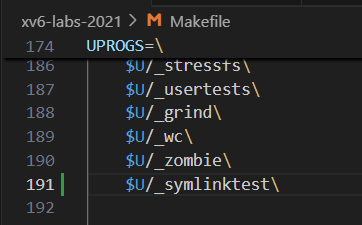 xv6-labs-2021 > Makefile
174 UPROGS=\
186 $U/_stressfs\
187 $U/_usertests\
188 $U/_grind\
189 $U/_wc\
190 $U/_zombie\
191 $U/_symlinktest\
192